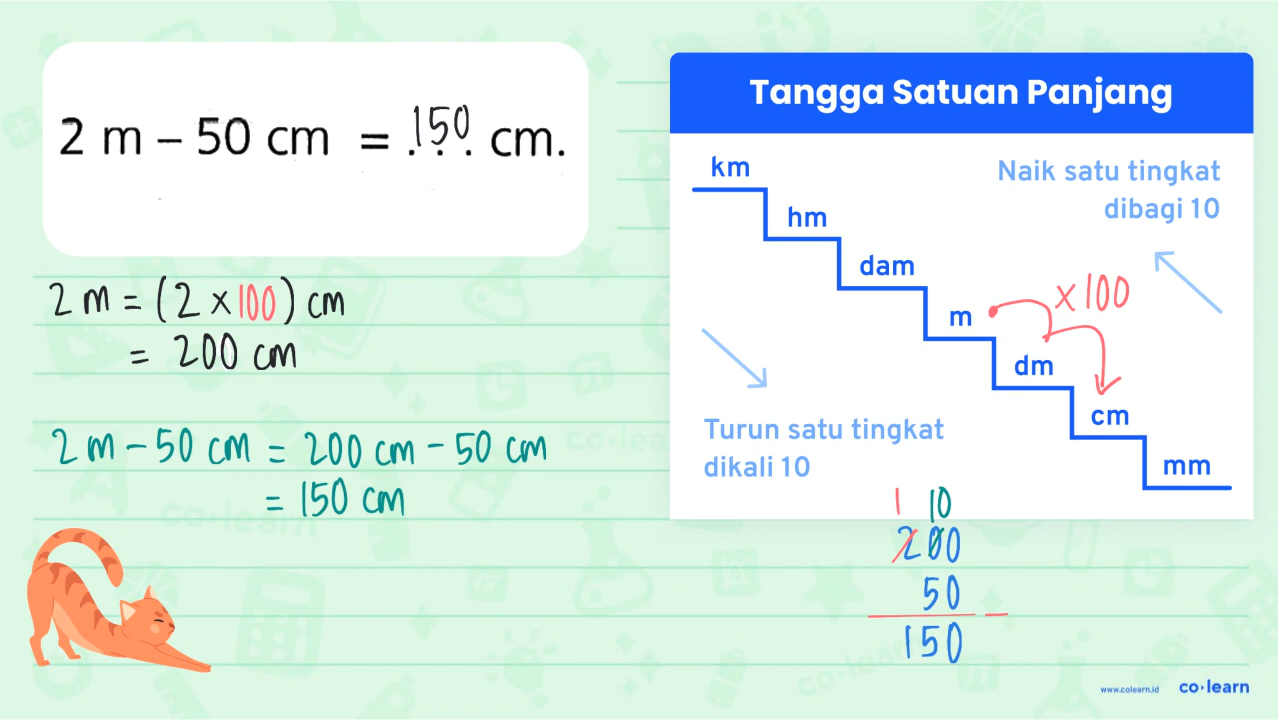 2 m – 50 cm = .150. cm.
2 m = (2 x 100) cm
= 200 cm
2 m - 50 cm = 200 cm - 50 cm
= 150 cm
Tangga Satuan Panjang
km
hm
dam
m
dm
cm
mm
Naik satu tingkat
dibagi 10
x100
Turun satu tingkat
dikali 10
1 10
200
50
150
www.colearn.id co·learn